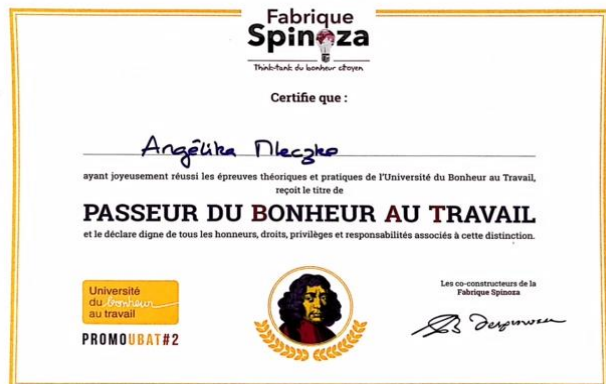 Fabrique
Spinoza
Think-tank du bonheur citoyen
Certifie que :
Angélika Mleczko
ayant joyeusement réussi les épreuves théoriques et pratiques de l'Université du Bonheur au Travail,
reçoit le titre de
PASSEUR DU BONHEUR AU TRAVAIL
et le déclare digne de tous les honneurs, droits, privilèges et responsabilités associés à cette distinction.
Université
du bonheur
au travail
PROMOUBAT#2
Les co-constructeurs de la
Fabrique Spinoza